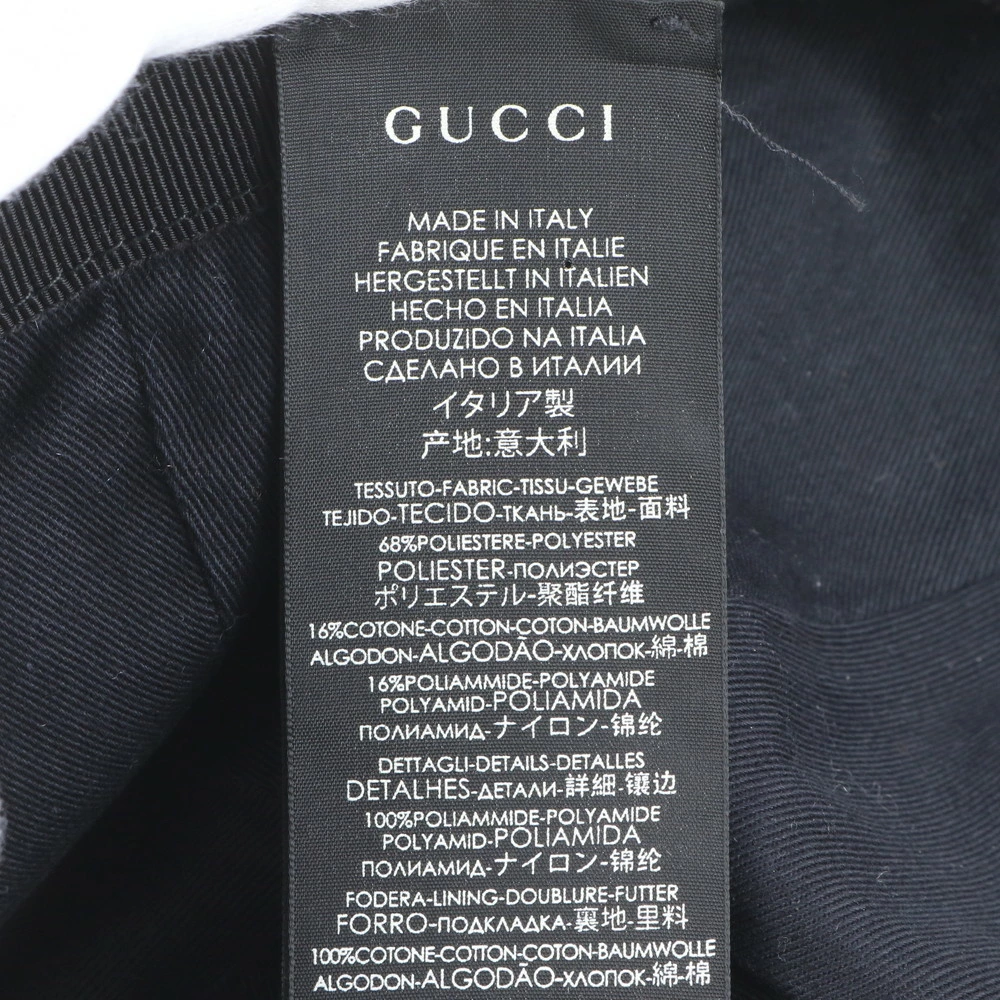 GUCCI
MADE IN ITALY
FABRIQUE EN ITALIE
HERGESTELLT IN ITALIEN
HECHO EN ITALIA
PRODUZIDO NA ITALIA
СДЕЛАНО В ИТАЛИИ
イタリア製
产地:意大利
TESSUTO-FABRIC-TISSU-GEWEBE
TEJIDO-TECIDO-ТКАНЬ-表地-面料
68%POLIESTERE-POLYESTER
POLIESTER-ПОЛИЭСТЕР
ポリエステル-聚酯纤维
16%COTONE-COTTON-COTON-BAUMWOLLE
ALGODON-ALGODÃO-ХЛОПОК-綿-棉
16%POLIAMMIDE-POLYAMIDE
POLYAMID-POLIAMIDA
ПОЛИАМИД-ナイロン-锦纶
DETTAGLI-DETAILS-DETALLES
DETALHES-ДЕТАЛИ-詳細-镶边
100%POLIAMMIDE-POLYAMIDE
POLYAMID-POLIAMIDA
ПОЛИАМИД-ナイロン-锦纶
FODERA-LINING-DOUBLURE-FUTTER
FORRO-ПОДКЛАДКА-裏地-里料
100%COTONE-COTTON-COTON-BAUMWOLLE
ALGODON-ALGODÃO-ХЛОПОК-綿-棉